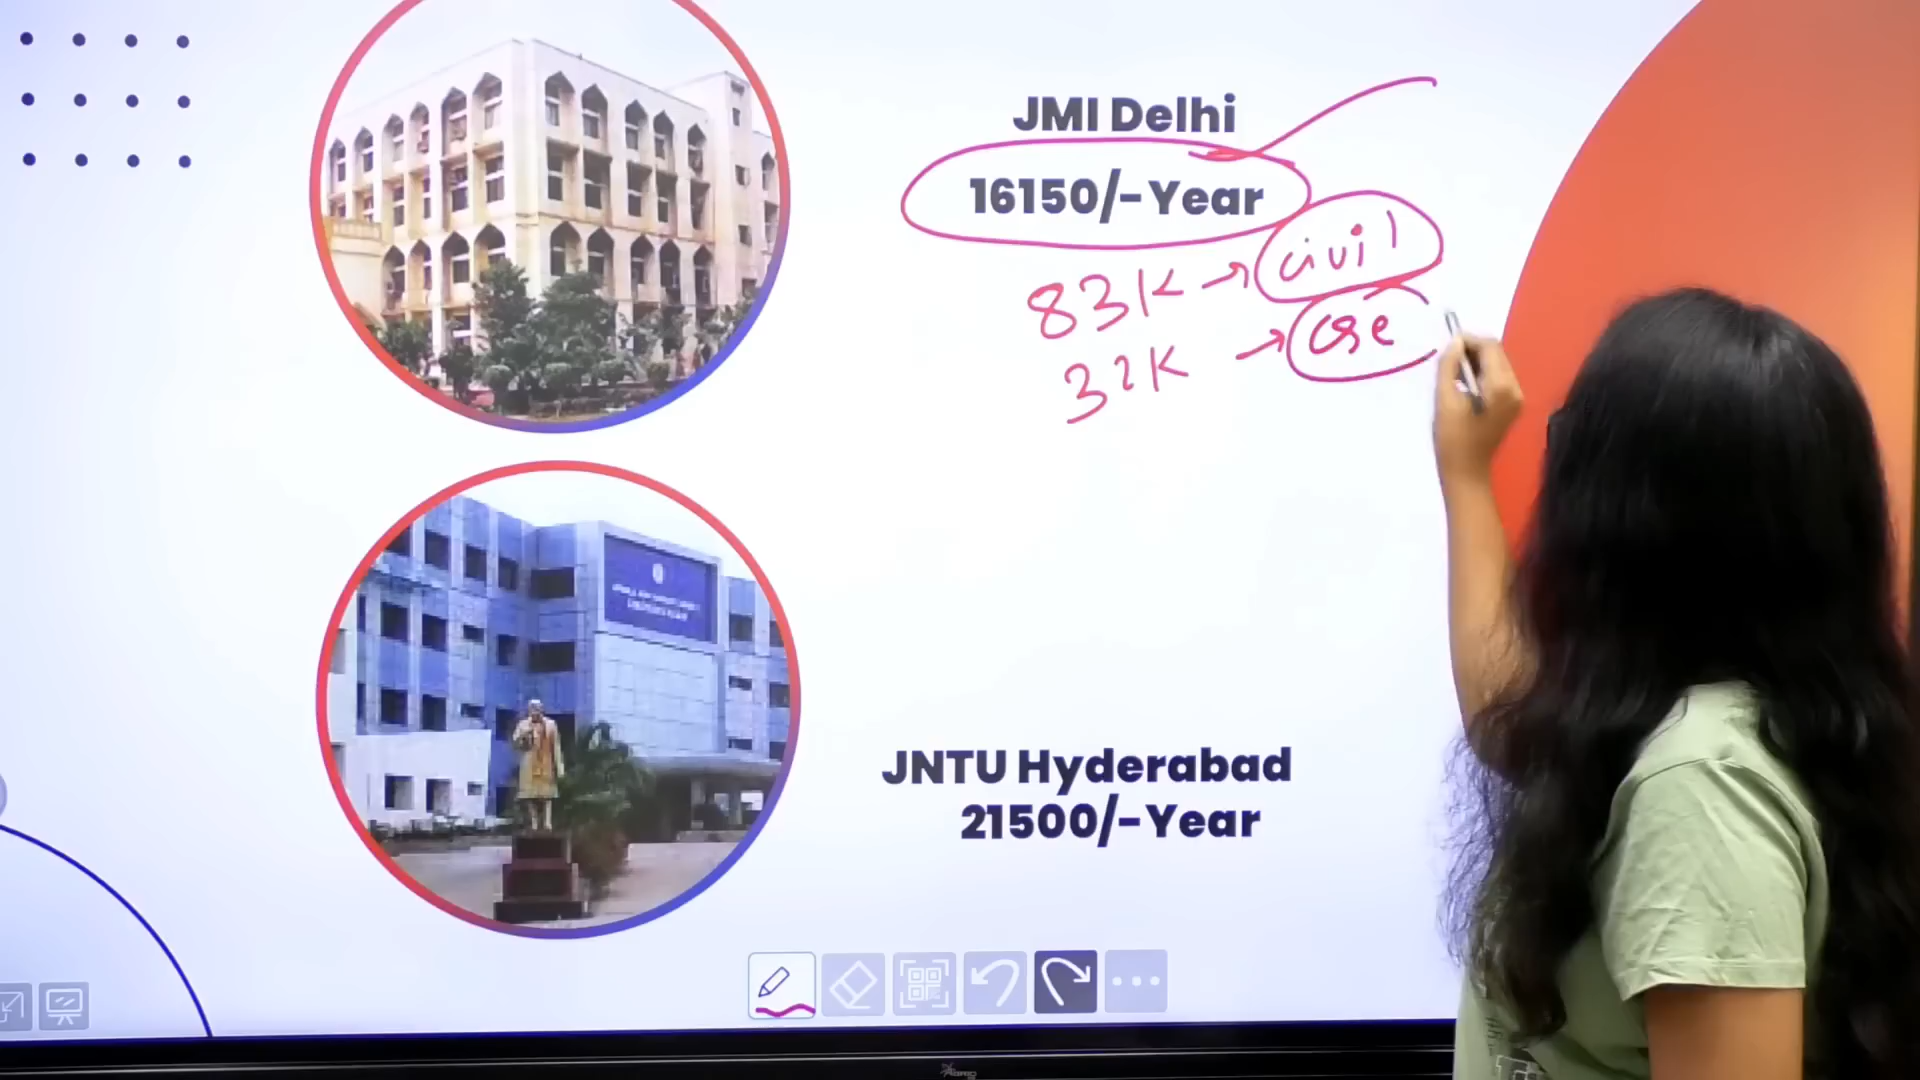 JMI Delhi
16150/-Year
83K → civil
32K → cse
JNTU Hyderabad
21500/-Year